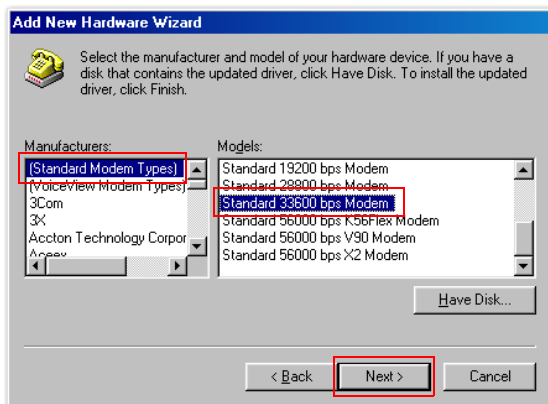 Add New Hardware Wizard
Select the manufacturer and model of your hardware device. If you have a
disk that contains the updated driver, click Have Disk. To install the updated
driver, click Finish.
Manufacturers:
(Standard Modem Types)
(VoiceView Modem Types)
3Com
3X
Accton Technology Corpor
Aceex
Models:
Standard 19200 bps Modem
Standard 28800 bps Modem
Standard 33600 bps Modem
Standard 56000 bps K56Flex Modem
Standard 56000 bps V90 Modem
Standard 56000 bps X2 Modem
Have Disk...
< Back
Next >
Cancel